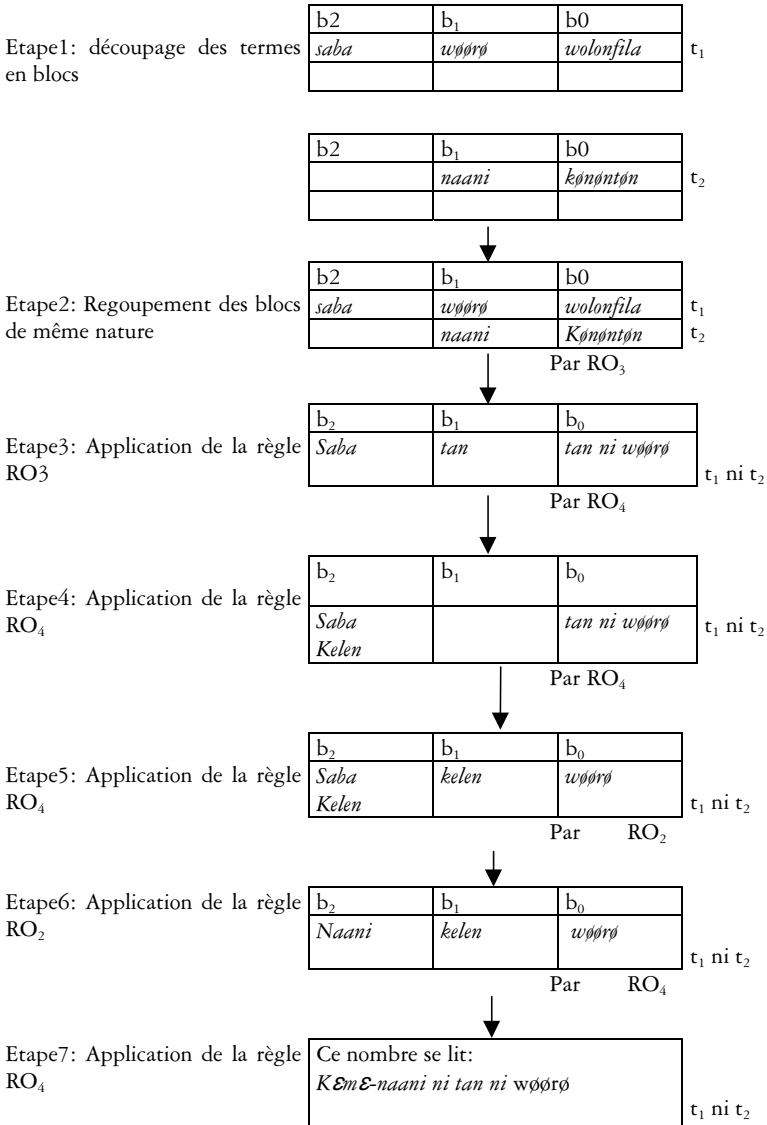 b2 b₁ b0
Etape1: découpage des termes en blocs
saba wøørø wolonfila t₁
b2 b₁ b0
naani kønøntøn t₂
b2 b₁ b0
Etape2: Regoupement des blocs de même nature
saba wøørø wolonfila t₁
naani Kønøntøn t₂
Par RO₃
b₂ b₁ b₀
Etape3: Application de la règle RO3
Saba tan tan ni wøørø
t₁ ni t₂
Par RO₄
b₂ b₁ b₀
Etape4: Application de la règle RO₄
Saba tan ni wøørø t₁ ni t₂
Kelen
Par RO₄
b₂ b₁ b₀
Etape5: Application de la règle RO₄
Saba kelen wøørø
Kelen t₁ ni t₂
Par RO₂
Etape6: Application de la règle RO₂
b₂ b₁ b₀
Naani kelen wøørø
t₁ ni t₂
Par RO₄
Etape7: Application de la règle RO₄
Ce nombre se lit:
Kɛmɛ-naani ni tan ni wøørø
t₁ ni t₂